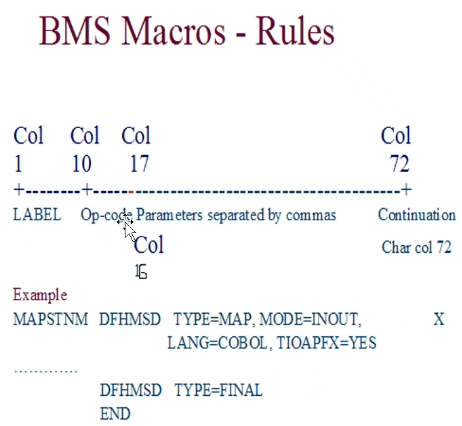 BMS Macros - Rules
Col Col Col Col
1 10 17 72
+--------+-----------------------------------------------+
LABEL Op-code Parameters separated by commas Continuation
Col Char col 72
16
Example
MAPSTNM DFHMSD TYPE=MAP, MODE=INOUT, X
LANG=COBOL, TIOAPFX=YES
.............
DFHMSD TYPE=FINAL
END